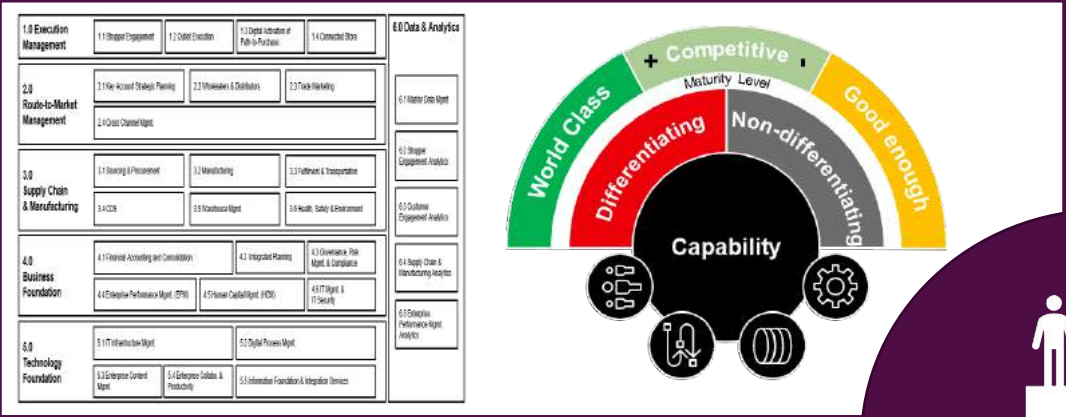 1.0 Execution
Management
1.1 Shopper Engagement
1.2 Outlet Execution
1.3 Digital Activation of
Path-to-Purchase
1.4 Connected Store
2.0
Route-to-Market
Management
2.1 Key Account Strategic Planning
2.2 Wholesalers & Distributors
2.3 Trade Marketing
2.4 Cross Channel Mgmt.
3.0
Supply Chain
& Manufacturing
3.1 Sourcing & Procurement
3.2 Manufacturing
3.3 Fulfilment & Transportation
3.4 CDE
3.5 Warehouse Mgmt.
3.6 Health, Safety & Environment
4.0
Business
Foundation
4.1 Financial Accounting and Consolidation
4.2 Integrated Planning
4.3 Governance, Risk
Mgmt. & Compliance
4.4 Enterprise Performance Mgmt. (EPM)
4.5 Human Capital Mgmt. (HCM)
4.6 IT Mgmt. &
IT Security
5.0
Technology
Foundation
5.1 IT Infrastructure Mgmt.
5.2 Digital Process Mgmt.
5.3 Enterprise Content
Mgmt.
5.4 Enterprise Collabo. &
Productivity
5.5 Information Foundation & Integration Services
6.0 Data & Analytics
6.1 Master Data Mgmt
6.2 Shopper
Engagement Analytics
6.3 Customer
Engagement Analytics
6.4 Supply Chain &
Manufacturing Analytics
6.5 Enterprise
Performance Mgmt.
Analytics
+ Competitive -
Maturity Level
World Class
Good enough
Differentiating
Non-differentiating
Capability